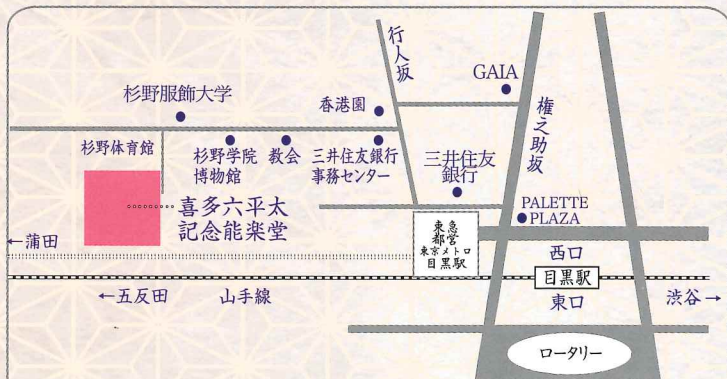 行人坂
GAIA
杉野服飾大学
香港園
権之助坂
杉野体育館
杉野学院
博物館
教会
三井住友銀行
事務センター
三井住友
銀行
喜多六平太
記念能楽堂
PALETTE
PLAZA
←蒲田
東急
都営
東京メトロ
目黒駅
西口
目黒駅
東口
←五反田
山手線
渋谷→
ロータリー